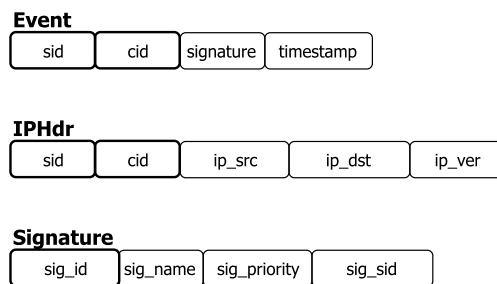 Event
sid cid signature timestamp
IPHdr
sid cid ip_src ip_dst ip_ver
Signature
sig_id sig_name sig_priority sig_sid